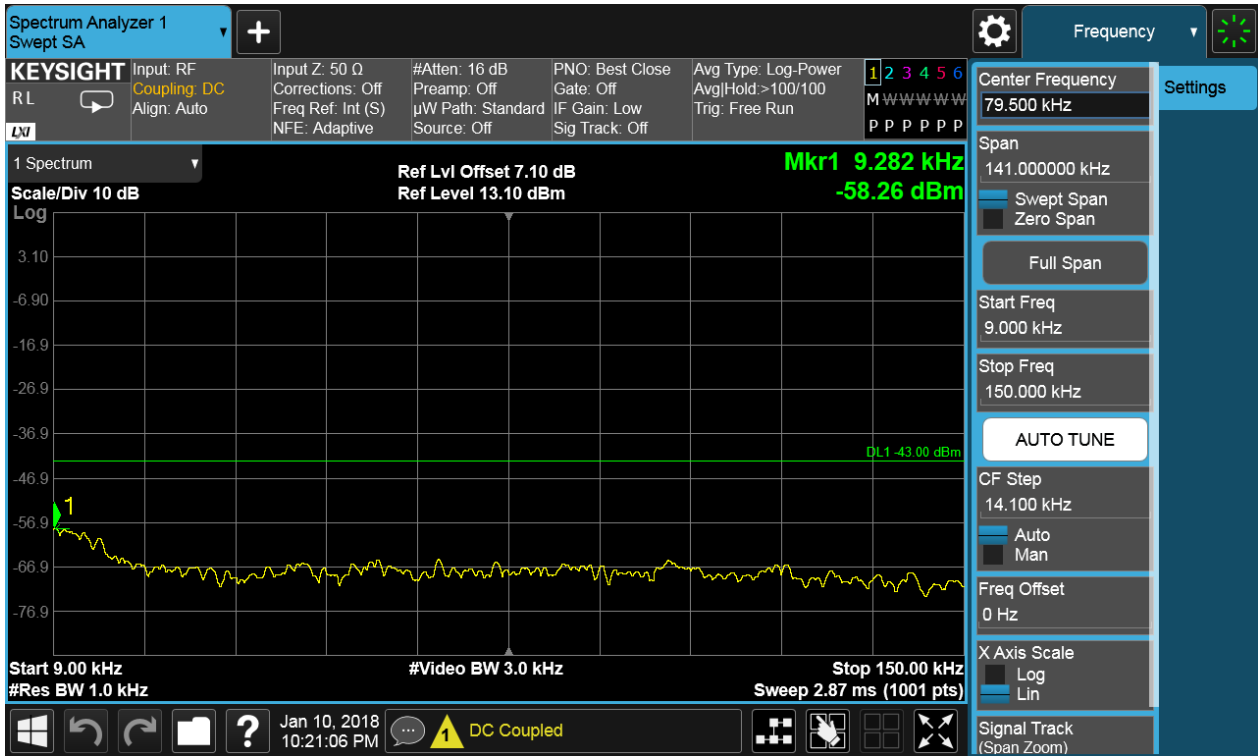 Spectrum Analyzer 1
Swept SA
+
Frequency
KEYSIGHT
RL
LXI
Input: RF
Coupling: DC
Align: Auto
Input Z: 50 Ω
Corrections: Off
Freq Ref: Int (S)
NFE: Adaptive
#Atten: 16 dB
Preamp: Off
µW Path: Standard
Source: Off
PNO: Best Close
Gate: Off
IF Gain: Low
Sig Track: Off
Avg Type: Log-Power
Avg|Hold:>100/100
Trig: Free Run
1 2 3 4 5 6
M W W W W W
P P P P P P
1 Spectrum
Scale/Div 10 dB
Log
Ref Lvl Offset 7.10 dB
Ref Level 13.10 dBm
Mkr1 9.282 kHz
-58.26 dBm
3.10
-6.90
-16.9
-26.9
-36.9
DL1 -43.00 dBm
-46.9
1
-56.9
-66.9
-76.9
Start 9.00 kHz
#Res BW 1.0 kHz
#Video BW 3.0 kHz
Stop 150.00 kHz
Sweep 2.87 ms (1001 pts)
Center Frequency
79.500 kHz
Span
141.000000 kHz
Swept Span
Zero Span
Full Span
Start Freq
9.000 kHz
Stop Freq
150.000 kHz
AUTO TUNE
CF Step
14.100 kHz
Auto
Man
Freq Offset
0 Hz
X Axis Scale
Log
Lin
Signal Track
(Span Zoom)
Settings
?
Jan 10, 2018
10:21:06 PM
1
DC Coupled